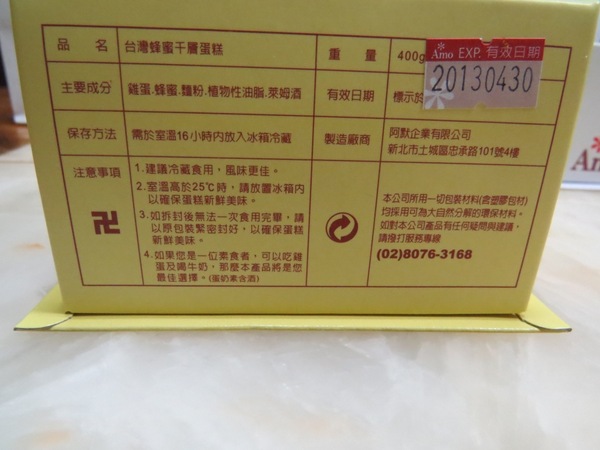 品名 台灣蜂蜜千層蛋糕 重量 400g
Amo EXP. 有效日期
20130430
主要成分 雞蛋.蜂蜜.麵粉.植物性油脂.萊姆酒 有效日期 標示於
保存方法 需於室溫16小時內放入冰箱冷藏 製造廠商 阿默企業有限公司
新北市土城區忠承路101號4樓
注意事項
1.建議冷藏食用，風味更佳。
2.室溫高於25℃時，請放置冰箱內
以確保蛋糕新鮮美味。
3.如拆封後無法一次食用完畢，請
以原包裝緊密封好，以確保蛋糕
新鮮美味。
4.如果您是一位素食者，可以吃雞
蛋及喝牛奶，那麼本產品將是您
最佳選擇。(蛋奶素含酒)
卍
本公司所用一切包裝材料(含塑膠包材)
均採用可為大自然分解的環保材料。
如對本公司產品有任何疑問與建議，
請撥打服務專線
(02)8076-3168
Amo